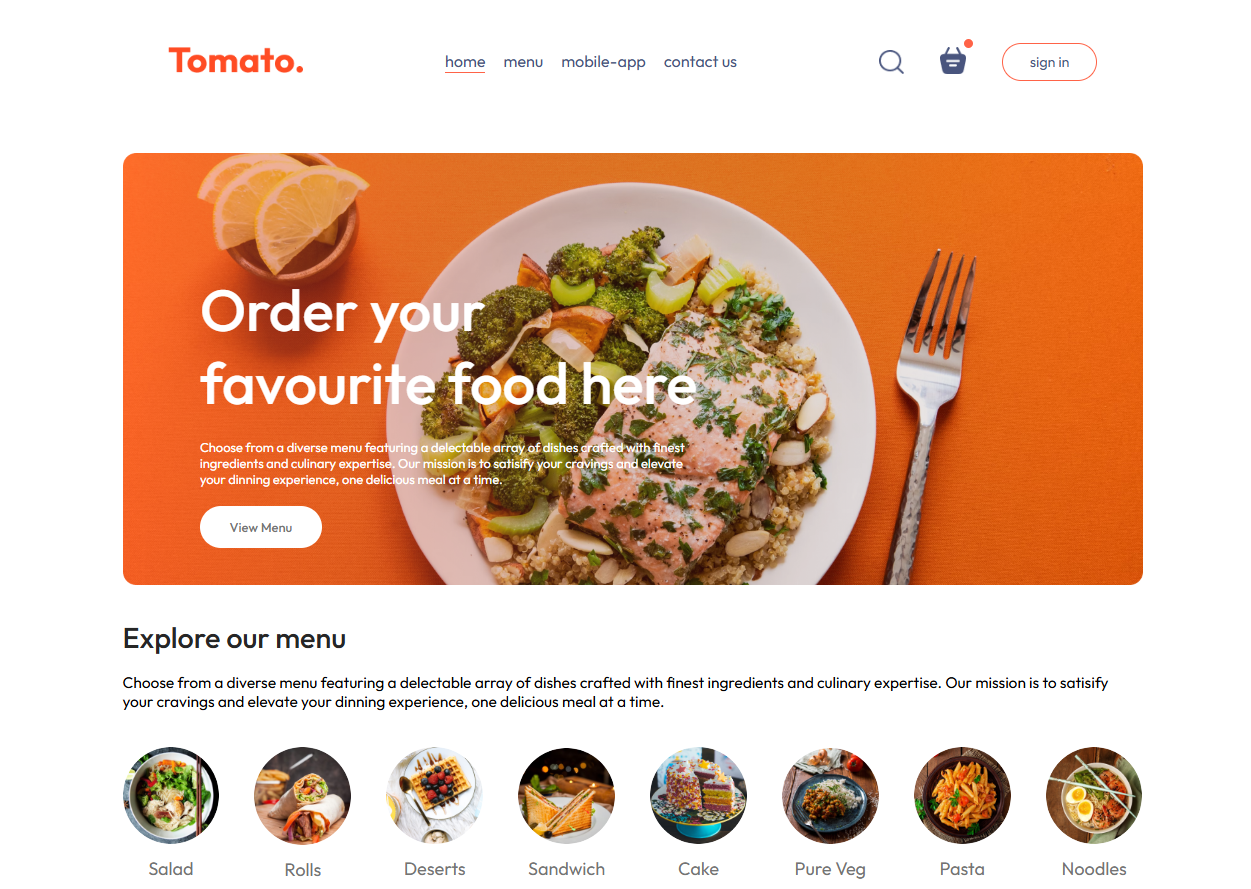 Tomato.
home menu mobile-app contact us
sign in
Order your
favourite food here
Choose from a diverse menu featuring a delectable array of dishes crafted with finest
ingredients and culinary expertise. Our mission is to satisify your cravings and elevate
your dinning experience, one delicious meal at a time.
View Menu
Explore our menu
Choose from a diverse menu featuring a delectable array of dishes crafted with finest ingredients and culinary expertise. Our mission is to satisify
your cravings and elevate your dinning experience, one delicious meal at a time.
Salad Rolls Deserts Sandwich Cake Pure Veg Pasta Noodles